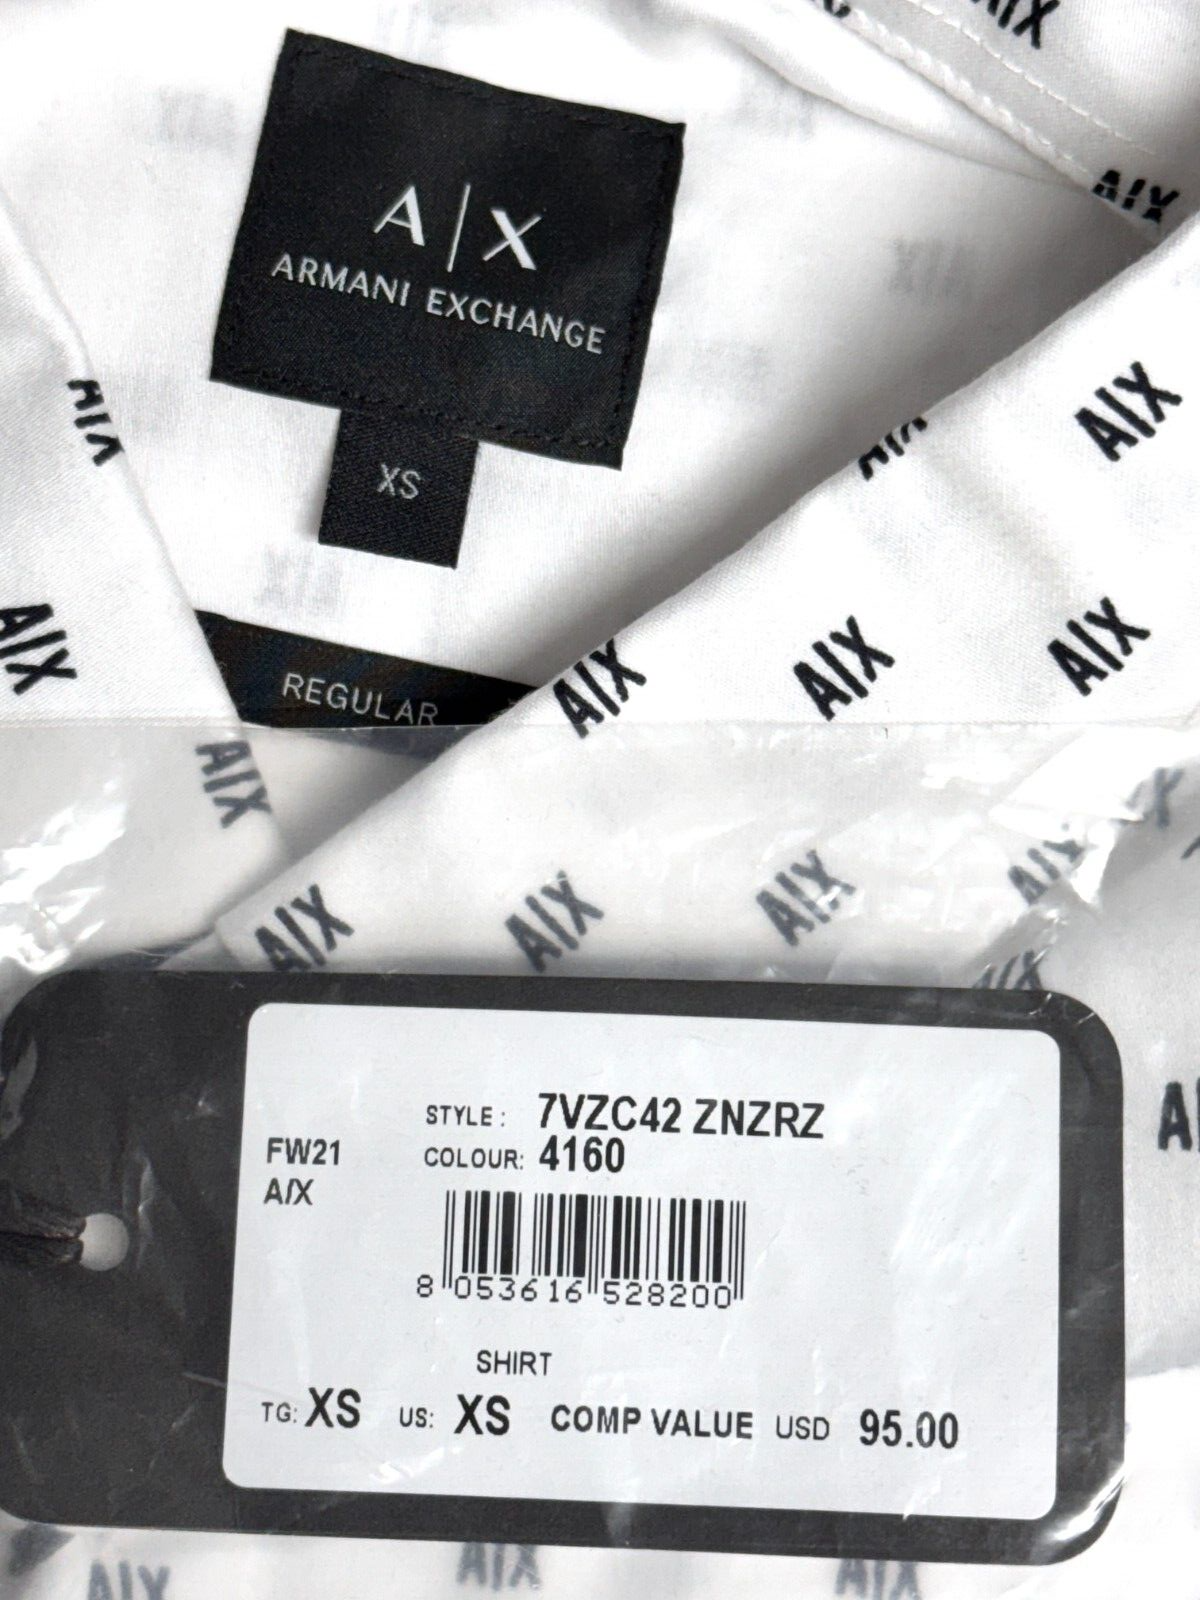 A|X
ARMANI EXCHANGE
XS
REGULAR
A|X
A|X
A|X
A|X
A|X
A|X
A|X
A|X
A|X
A|X
STYLE: 7VZC42 ZNZRZ
FW21
COLOUR: 4160
A|X
8 053616 528200
SHIRT
TG: XS US: XS COMP VALUE USD 95.00
A|X
A|X
A|X